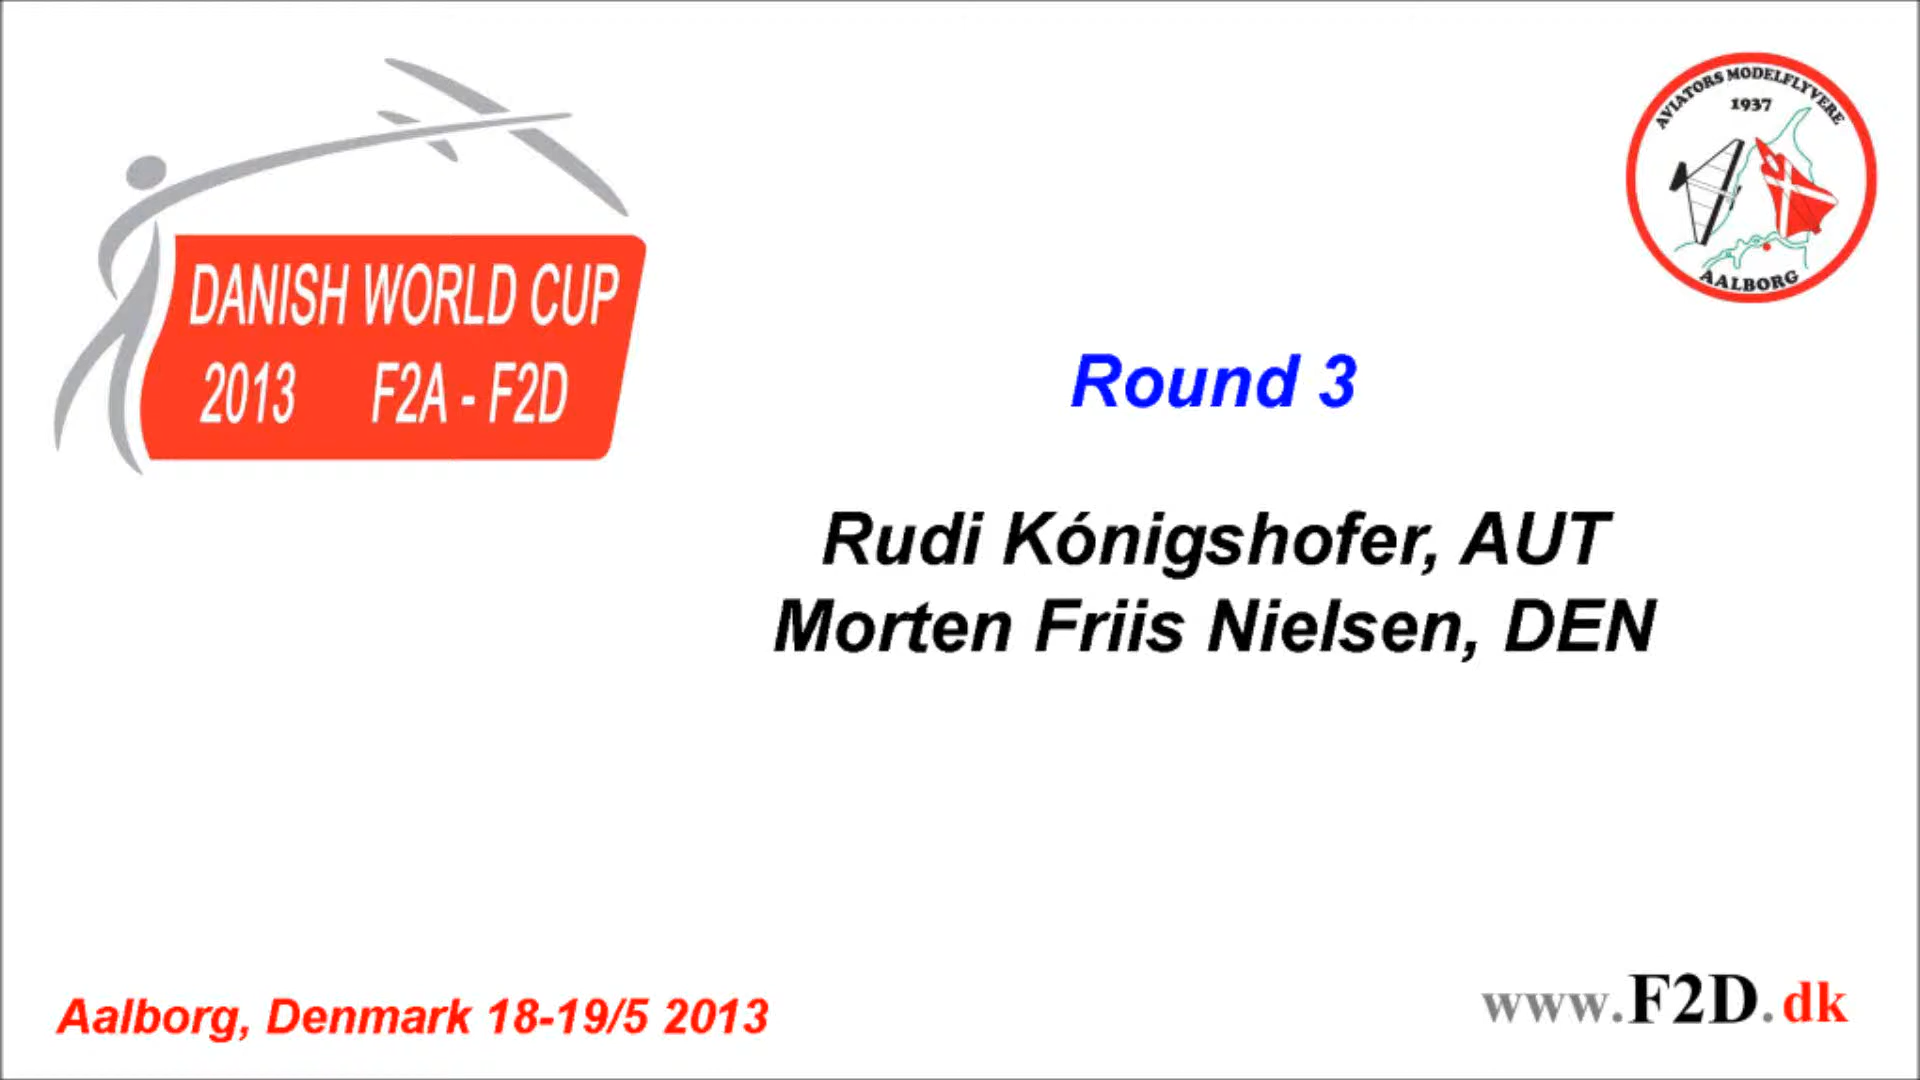 DANISH WORLD CUP
2013 F2A - F2D
AVIATORS MODELFLYVERE
1937
AALBORG
Round 3
Rudi Kónigshofer, AUT
Morten Friis Nielsen, DEN
Aalborg, Denmark 18-19/5 2013
www.F2D.dk